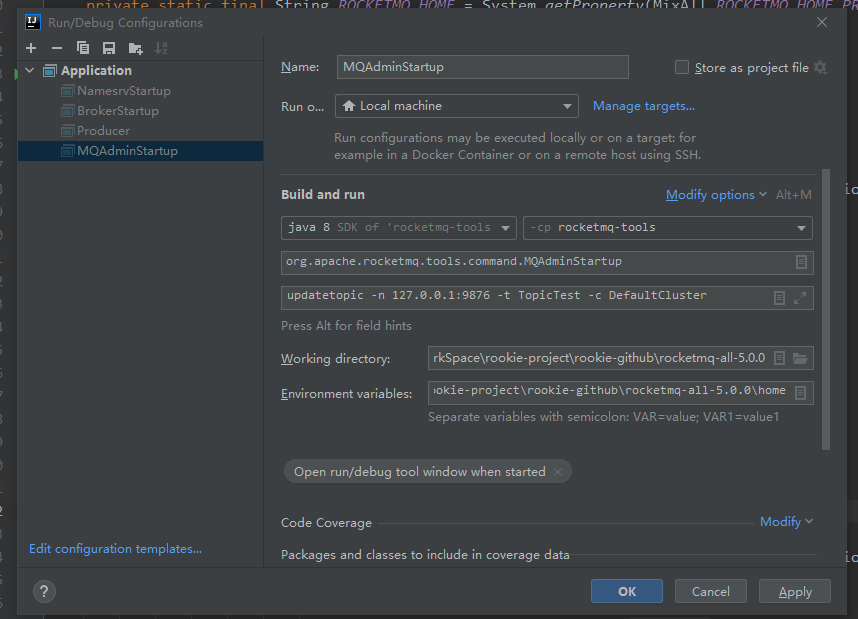 private static final String ROCKETMQ_HOME = System.getProperty(MixAll.ROCKETMQ_HOME_PR
Run/Debug Configurations
Application
NamesrvStartup
BrokerStartup
Producer
MQAdminStartup
Edit configuration templates...
Name: MQAdminStartup Store as project file
Run o... Local machine Manage targets...
Run configurations may be executed locally or on a target: for
example in a Docker Container or on a remote host using SSH.
Build and run Modify options Alt+M
java 8 SDK of 'rocketmq-tools -cp rocketmq-tools
org.apache.rocketmq.tools.command.MQAdminStartup
updatetopic -n 127.0.0.1:9876 -t TopicTest -c DefaultCluster
Press Alt for field hints
Working directory: rkSpace\rookie-project\rookie-github\rocketmq-all-5.0.0
Environment variables: ookie-project\rookie-github\rocketmq-all-5.0.0\home
Separate variables with semicolon: VAR=value; VAR1=value1
Open run/debug tool window when started
Code Coverage Modify
Packages and classes to include in coverage data
? OK Cancel Apply